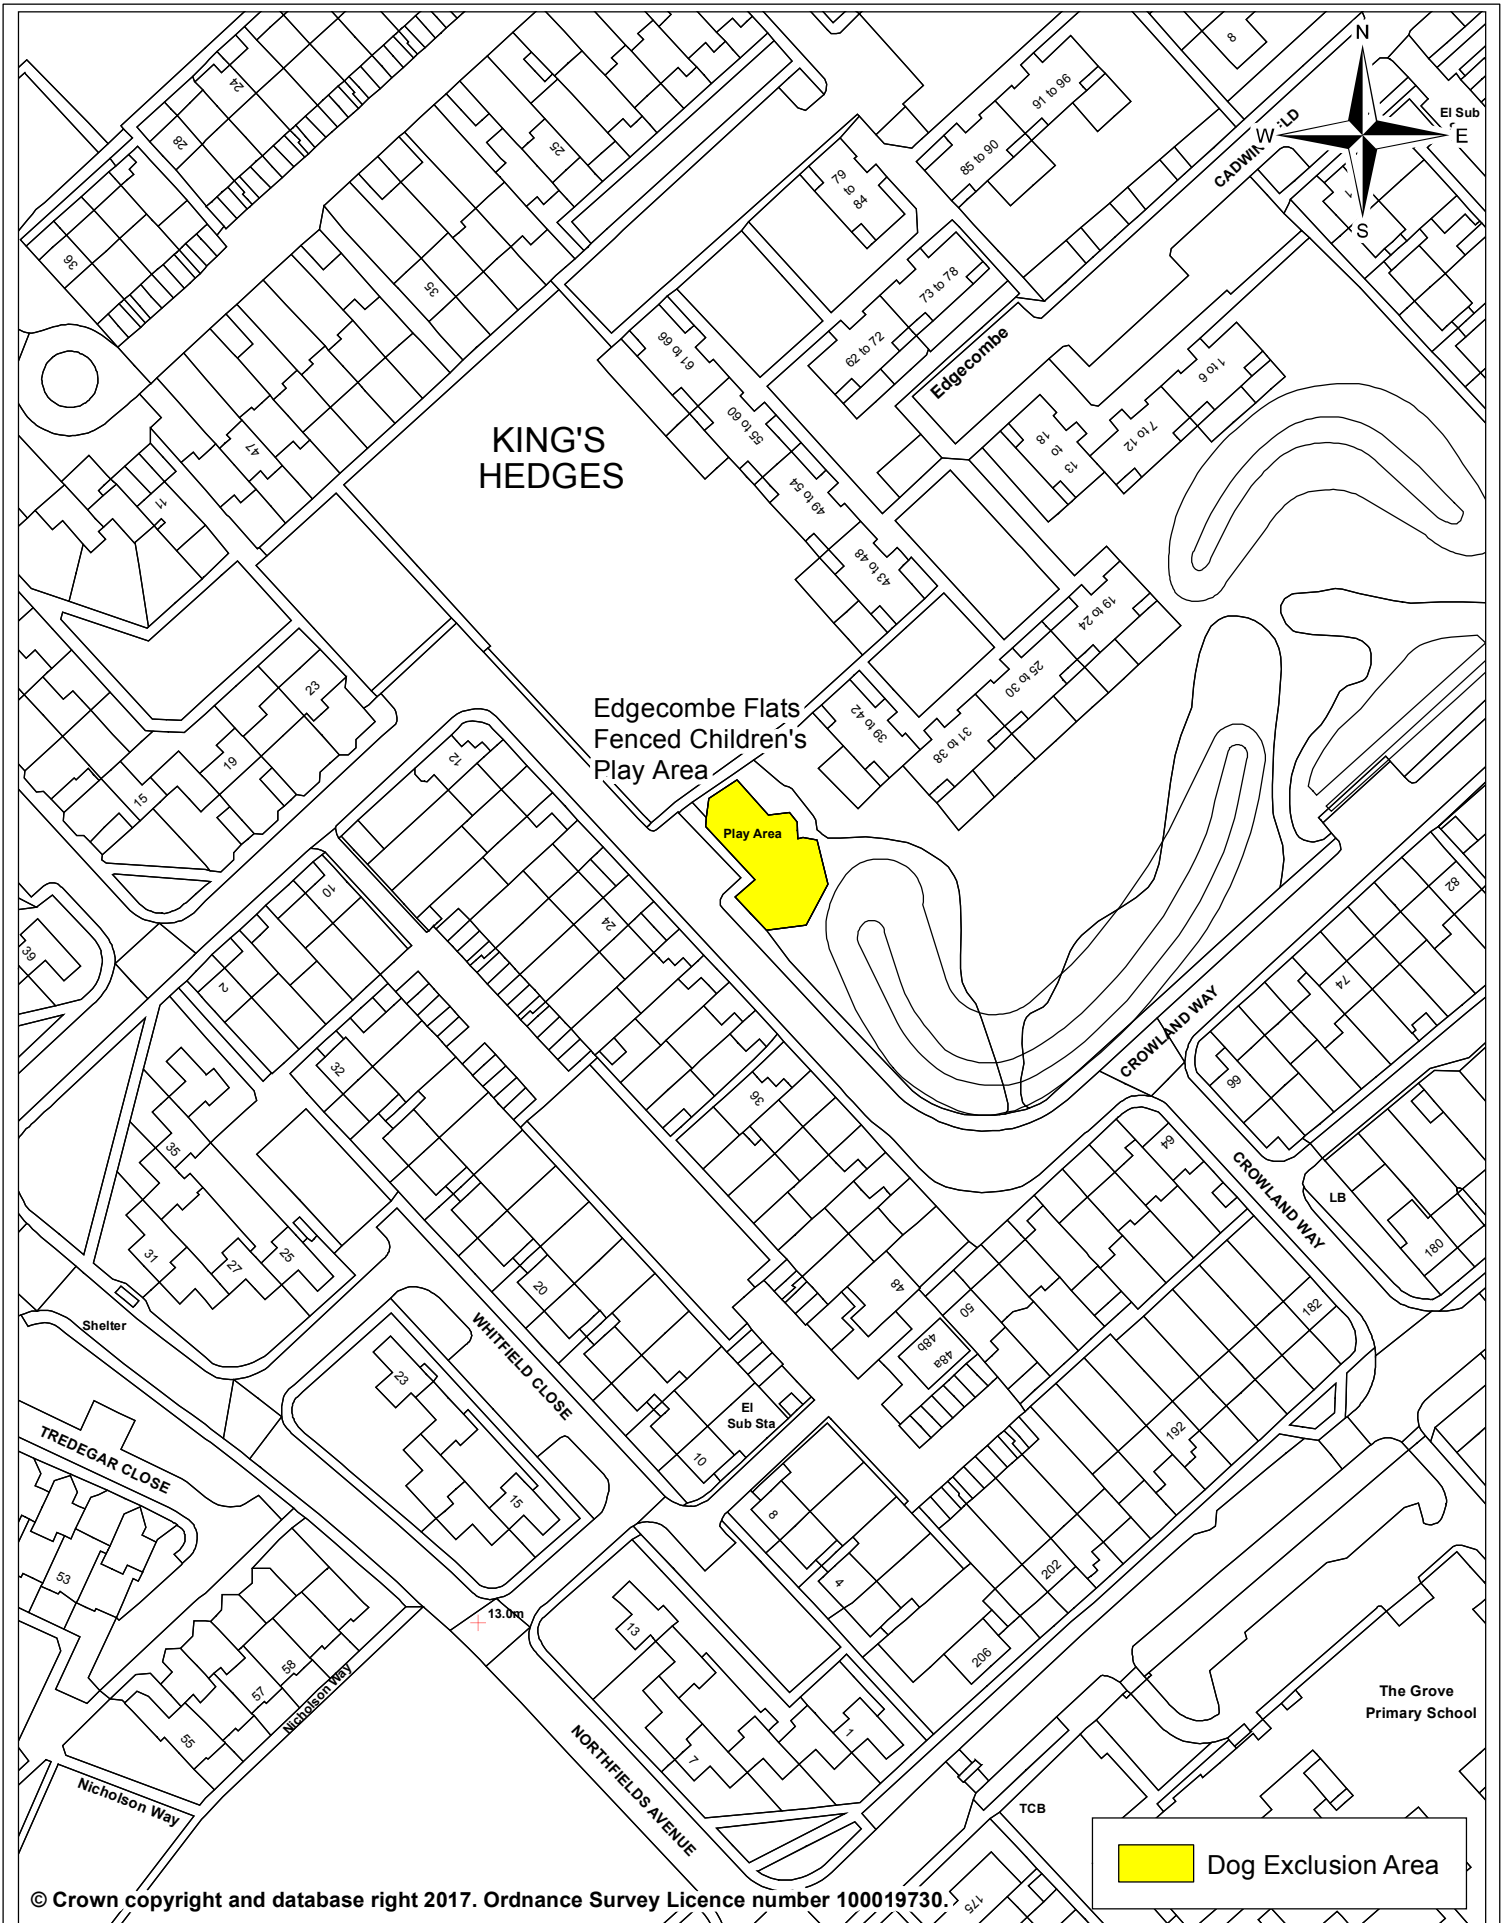 N
W
E
S
El Sub
CADWIN
LD
8
91 to 96
85 to 90
79
to
84
73 to 78
62 to 72
Edgecombe
24
28
25
36
35
61 to 66
55 to 60
49 to 54
43 to 48
1 to 6
7 to 12
18
to
13
KING'S
HEDGES
47
11
19 to 24
25 to 30
31 to 38
39 to 42
23
19
15
12
Edgecombe Flats
Fenced Children's
Play Area
Play Area
10
2
24
39
32
36
35
31
27
25
82
74
66
CROWLAND WAY
64
CROWLAND WAY
LB
180
182
20
48
50
48b
48a
Shelter
WHITFIELD CLOSE
23
15
El
Sub Sta
10
192
TREDEGAR CLOSE
53
8
4
202
206
13.0m
13
7
1
58
57
55
Nicholson Way
Nicholson Way
NORTHFIELDS AVENUE
The Grove
Primary School
TCB
175
Dog Exclusion Area
© Crown copyright and database right 2017. Ordnance Survey Licence number 100019730.